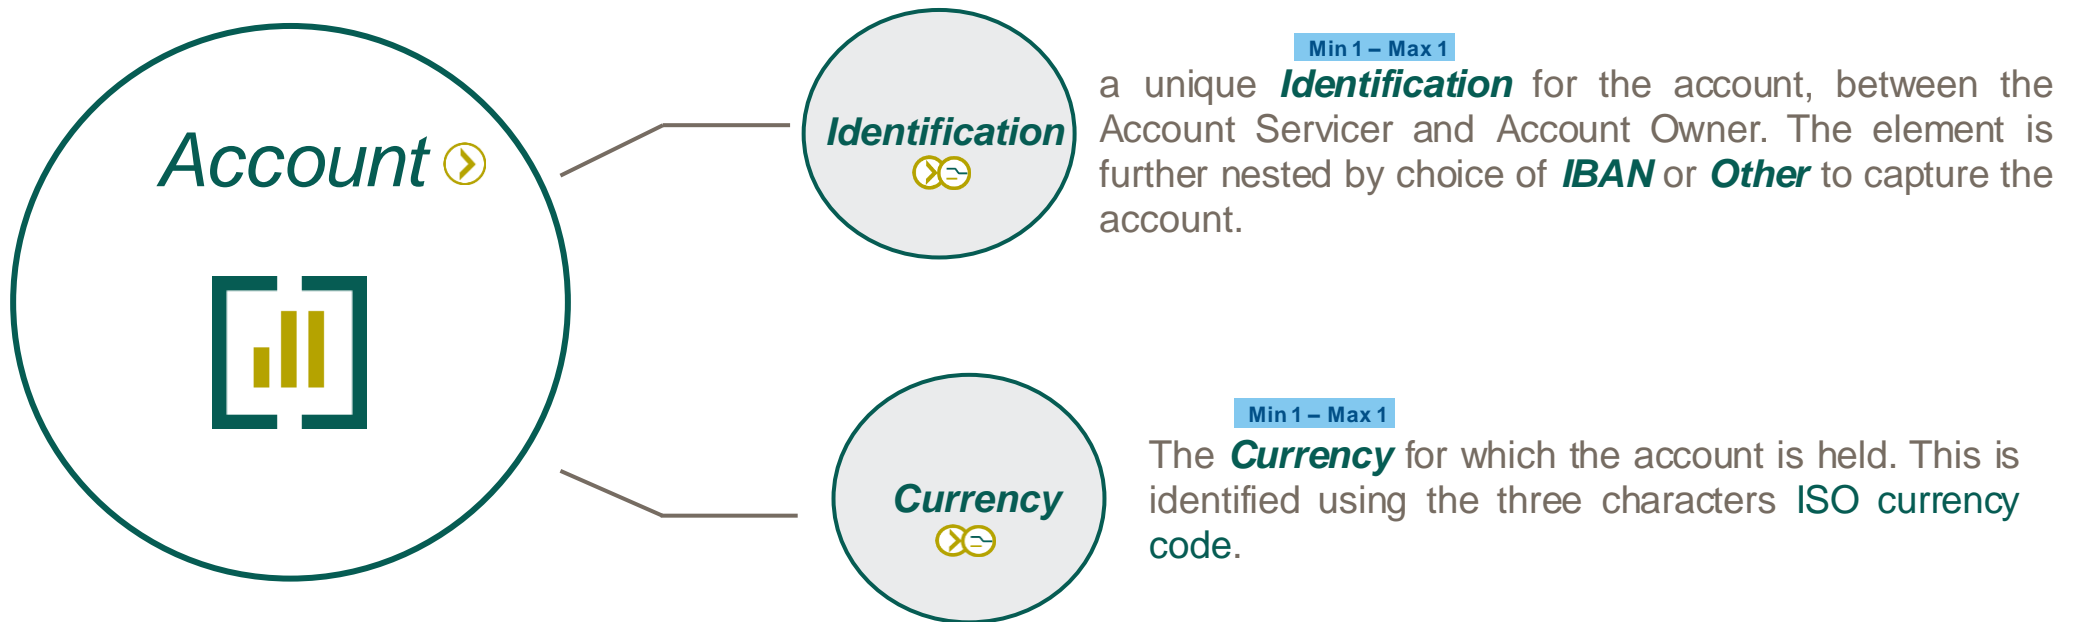 Account
Identification
Min 1 – Max 1
a unique Identification for the account, between the
Account Servicer and Account Owner. The element is
further nested by choice of IBAN or Other to capture the
account.
Currency
Min 1 – Max 1
The Currency for which the account is held. This is
identified using the three characters ISO currency
code.